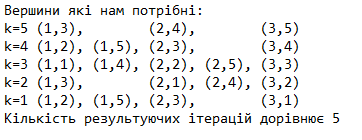 Вершини які нам потрібні:
k=5 (1,3),        (2,4),        (3,5)
k=4 (1,2), (1,5), (2,3),        (3,4)
k=3 (1,1), (1,4), (2,2), (2,5), (3,3)
k=2 (1,3),        (2,1), (2,4), (3,2)
k=1 (1,2), (1,5), (2,3),        (3,1)
Кількість результуючих ітерацій дорівнює 5